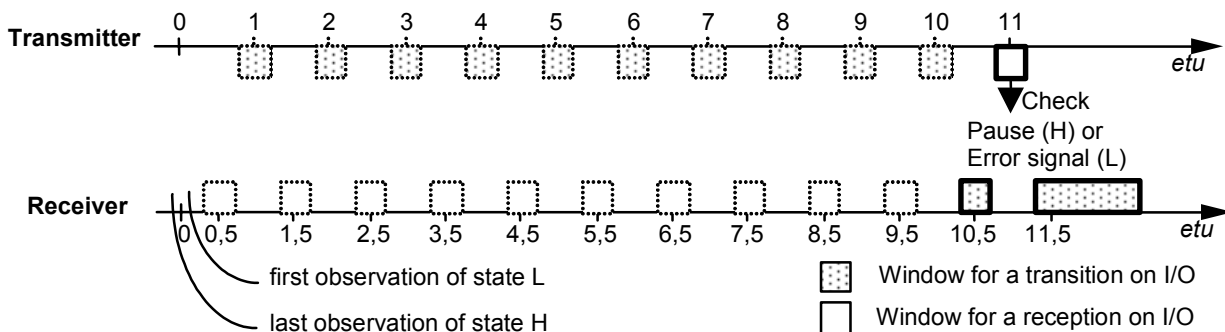 0 1 2 3 4 5 6 7 8 9 10 11
Transmitter
etu
Check
Pause (H) or
Error signal (L)
Receiver
0 0,5 1,5 2,5 3,5 4,5 5,5 6,5 7,5 8,5 9,5 10,5 11,5
etu
first observation of state L
last observation of state H
Window for a transition on I/O
Window for a reception on I/O